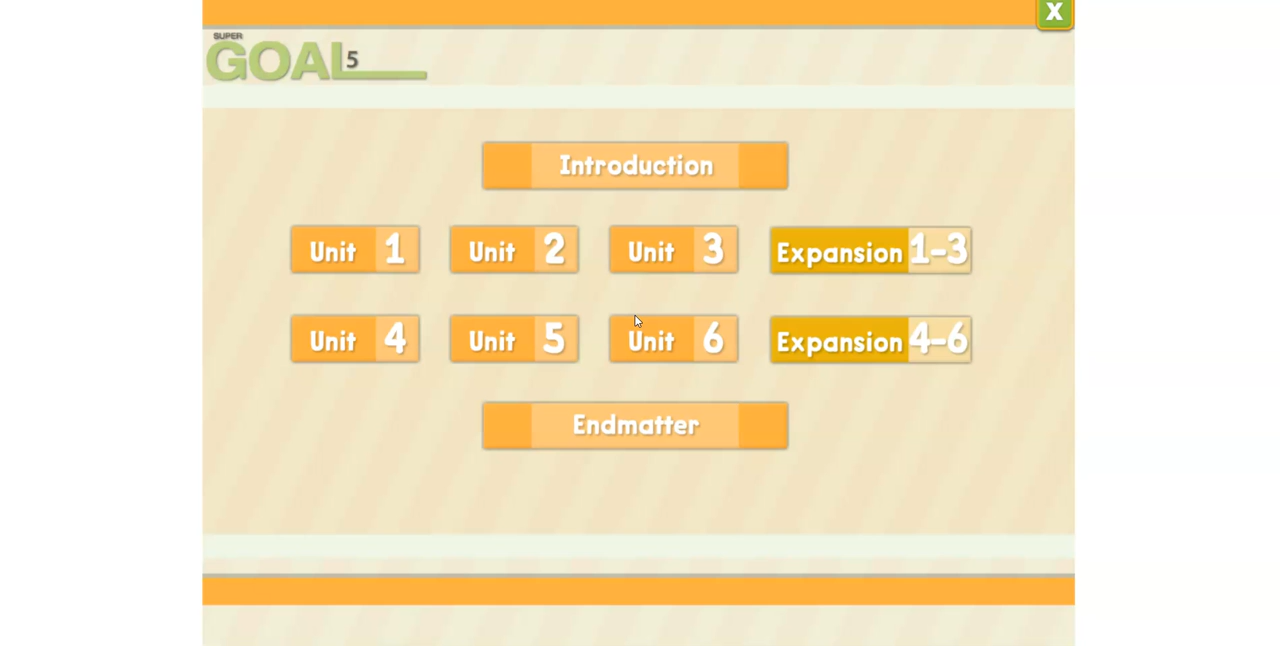 X
SUPER
GOAL 5
Introduction
Unit 1
Unit 2
Unit 3
Expansion 1-3
Unit 4
Unit 5
Unit 6
Expansion 4-6
Endmatter